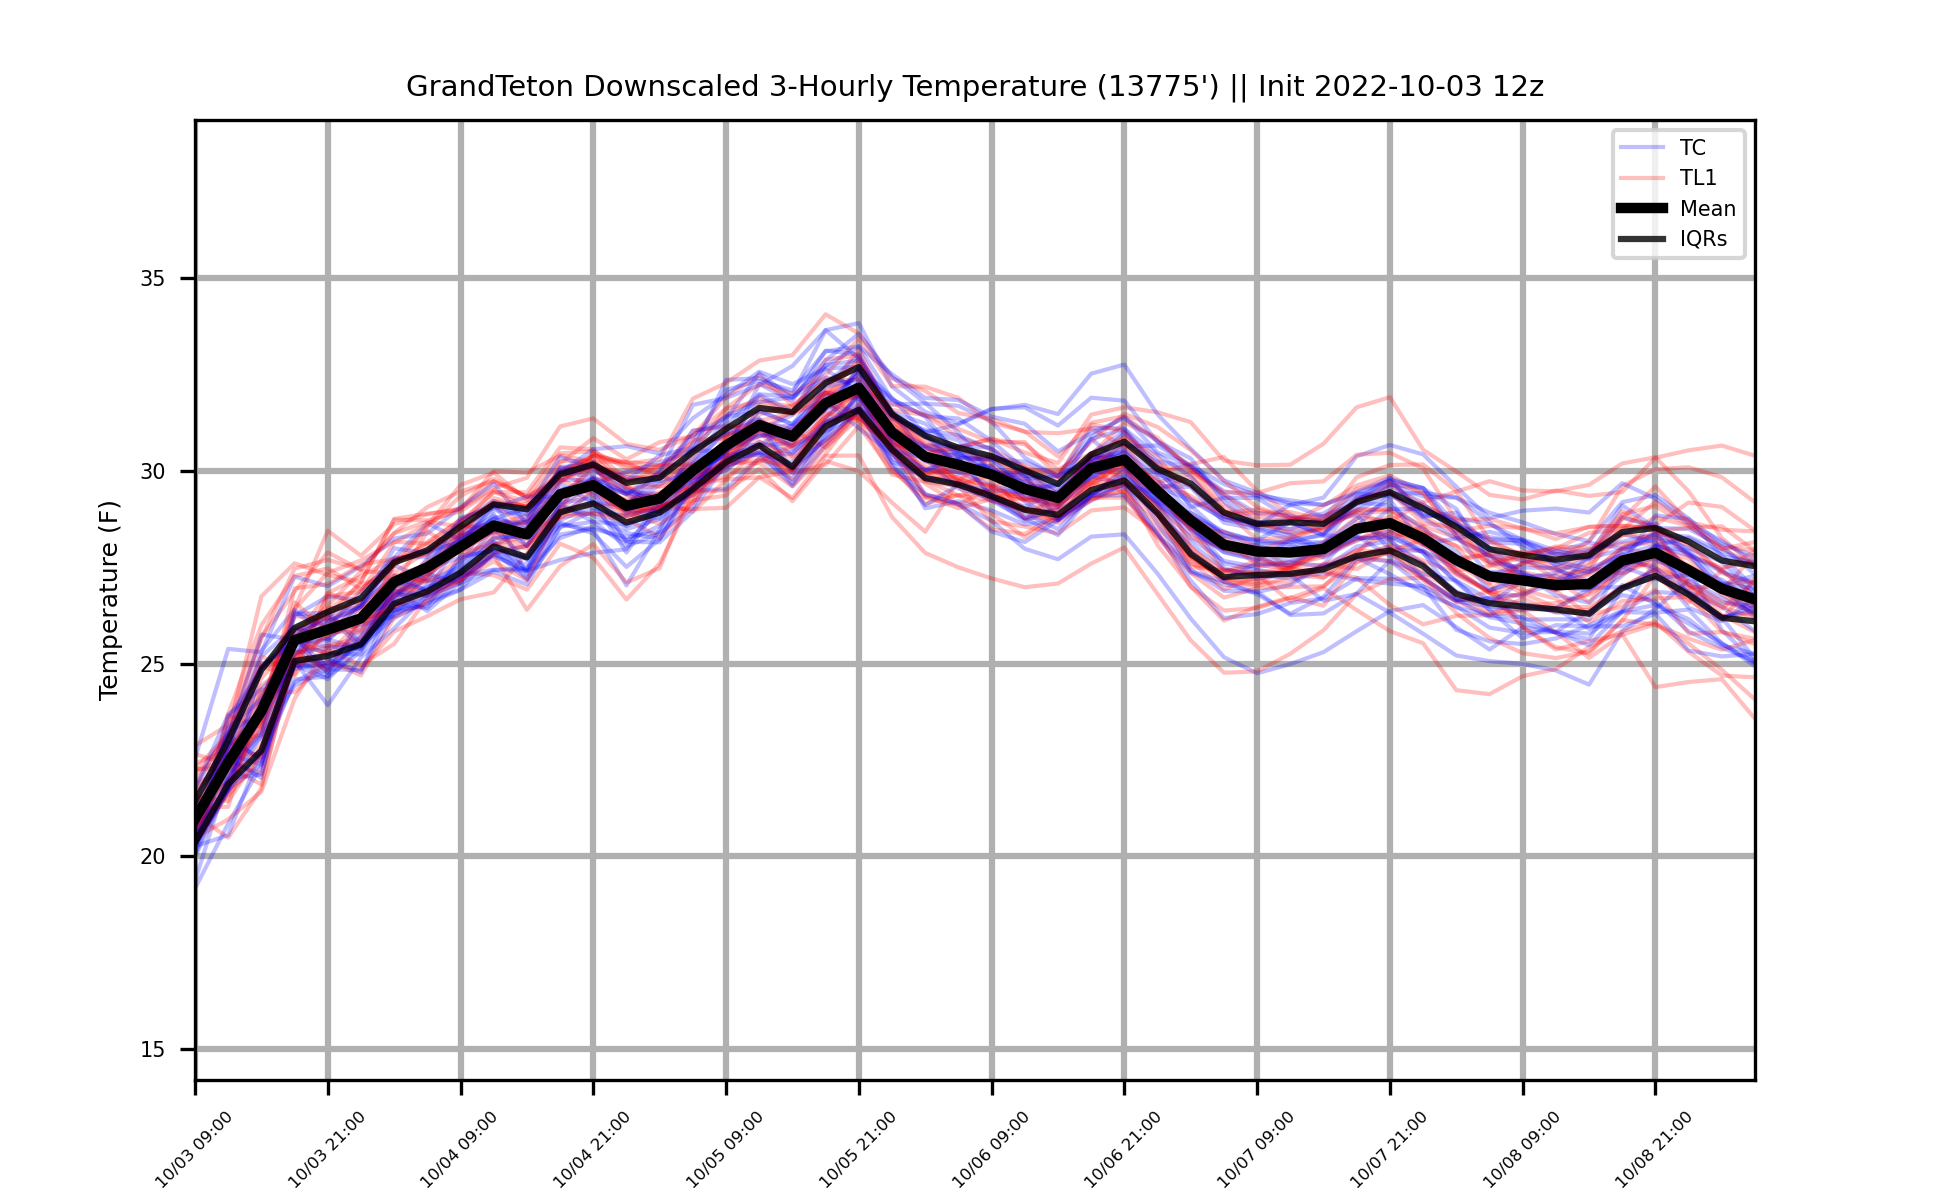 GrandTeton Downscaled 3-Hourly Temperature (13775') || Init 2022-10-03 12z
TC
TL1
Mean
IQRs
Temperature (F)
35
30
25
20
15
10/03 09:00
10/03 21:00
10/04 09:00
10/04 21:00
10/05 09:00
10/05 21:00
10/06 09:00
10/06 21:00
10/07 09:00
10/07 21:00
10/08 09:00
10/08 21:00